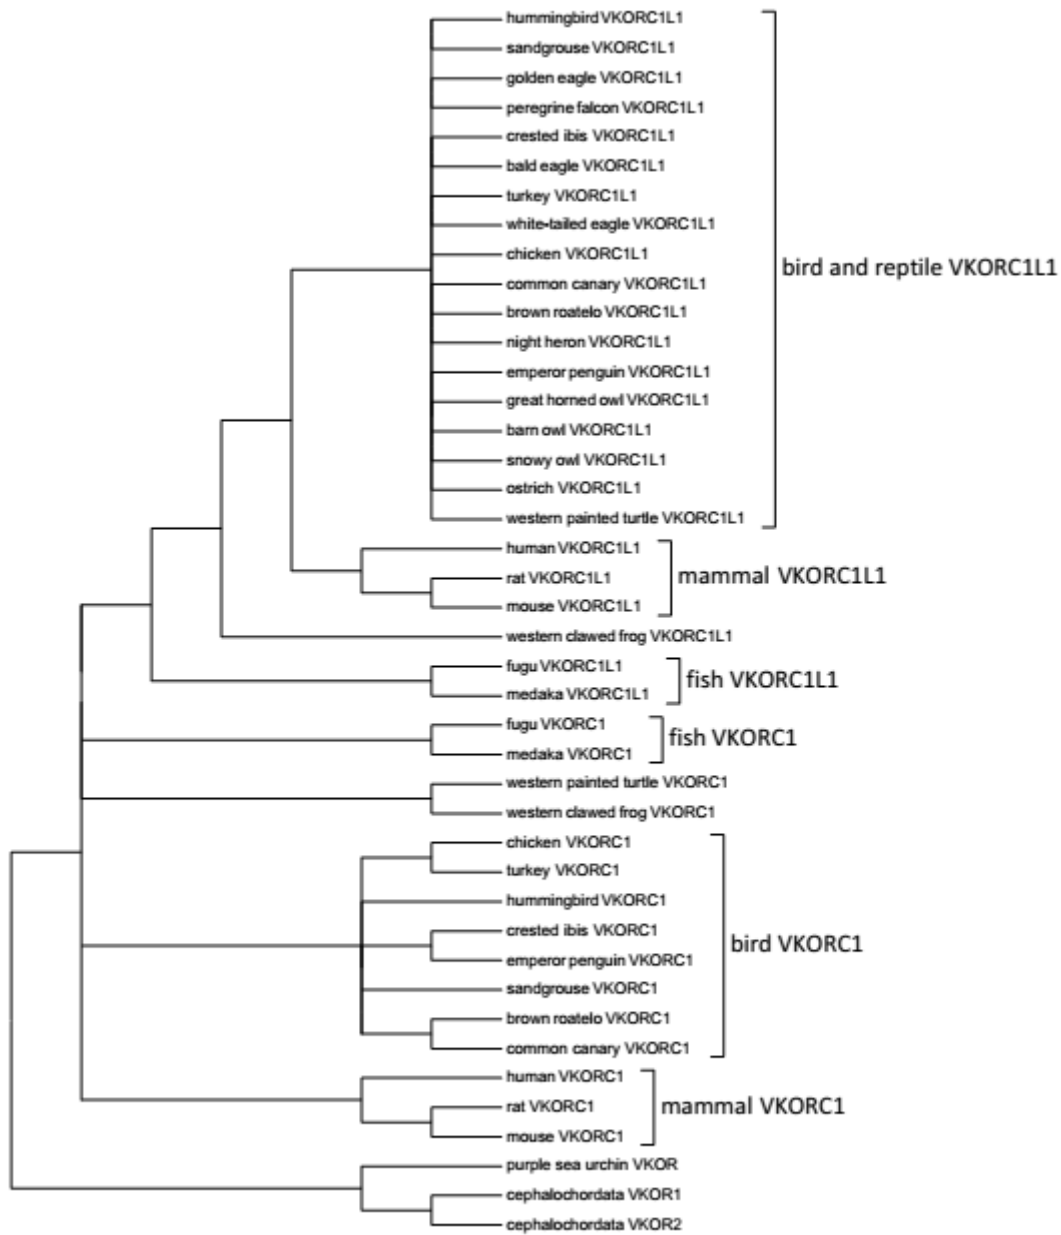 hummingbird VKORC1L1
sandgrouse VKORC1L1
golden eagle VKORC1L1
peregrine falcon VKORC1L1
crested ibis VKORC1L1
bald eagle VKORC1L1
turkey VKORC1L1
white-tailed eagle VKORC1L1
chicken VKORC1L1
bird and reptile VKORC1L1
common canary VKORC1L1
brown roatelo VKORC1L1
night heron VKORC1L1
emperor penguin VKORC1L1
great horned owl VKORC1L1
barn owl VKORC1L1
snowy owl VKORC1L1
ostrich VKORC1L1
western painted turtle VKORC1L1
human VKORC1L1
rat VKORC1L1
mammal VKORC1L1
mouse VKORC1L1
western clawed frog VKORC1L1
fugu VKORC1L1
fish VKORC1L1
medaka VKORC1L1
fugu VKORC1
fish VKORC1
medaka VKORC1
western painted turtle VKORC1
western clawed frog VKORC1
chicken VKORC1
turkey VKORC1
hummingbird VKORC1
crested ibis VKORC1
bird VKORC1
emperor penguin VKORC1
sandgrouse VKORC1
brown roatelo VKORC1
common canary VKORC1
human VKORC1
rat VKORC1
mammal VKORC1
mouse VKORC1
purple sea urchin VKOR
cephalochordata VKOR1
cephalochordata VKOR2